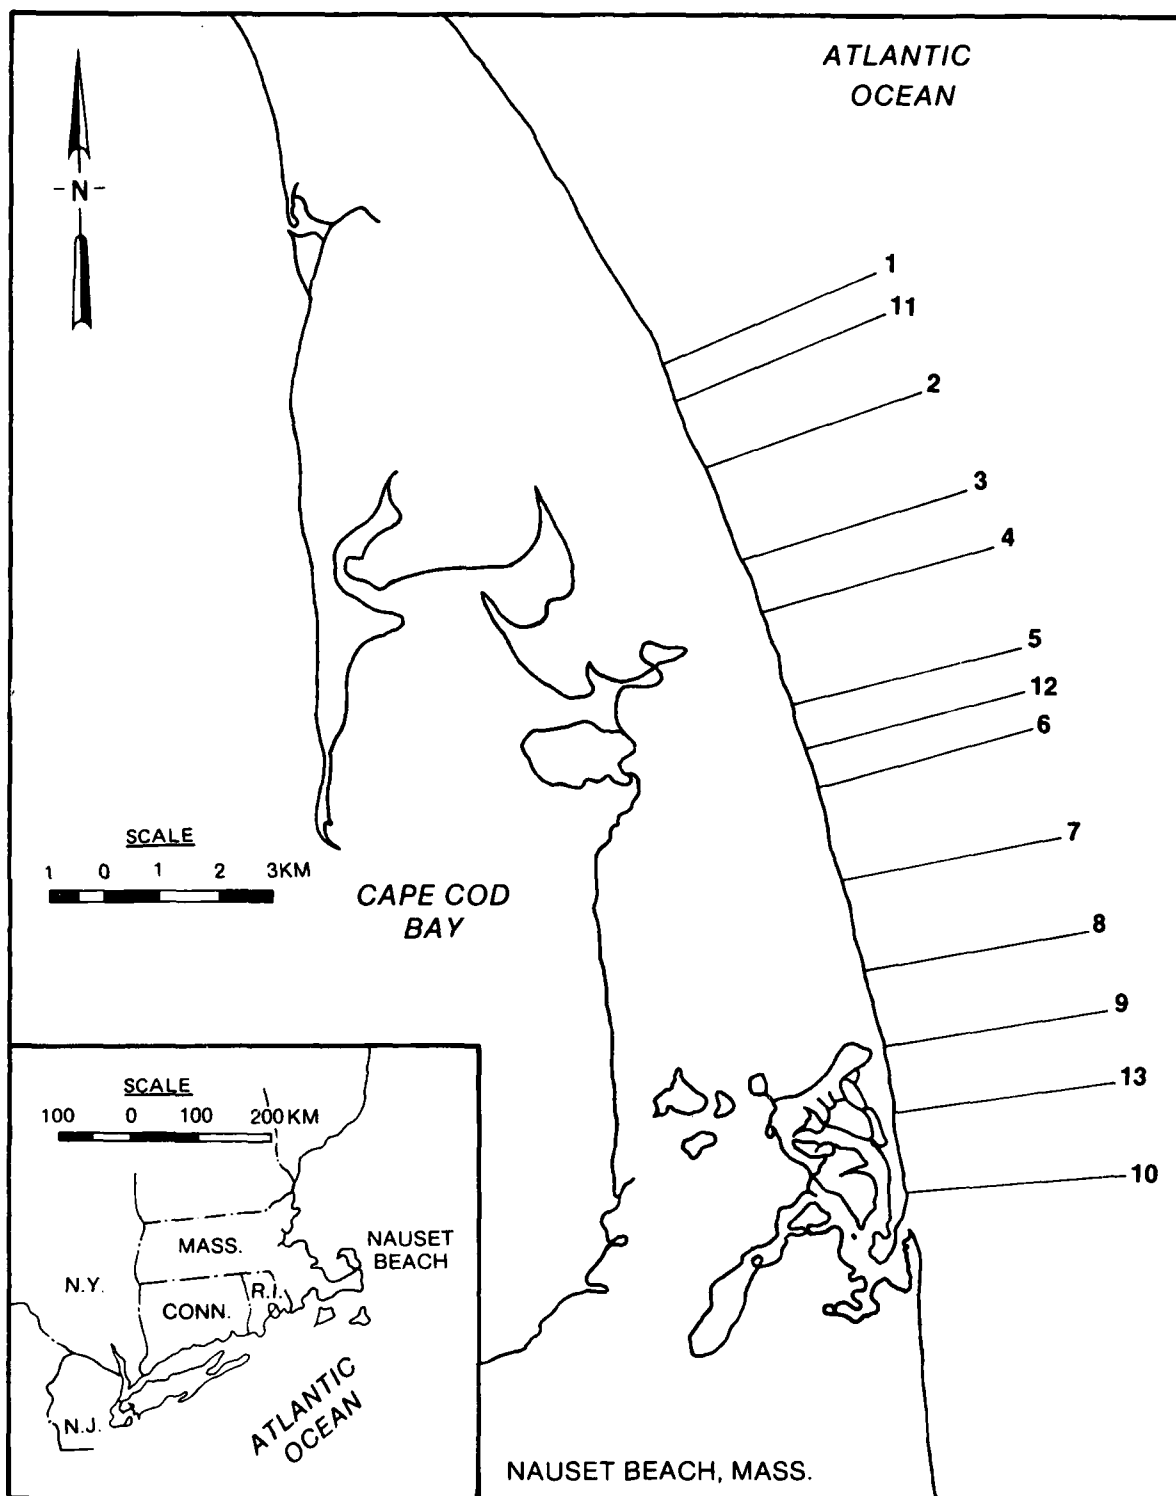 ATLANTIC
OCEAN
N
1
11
2
3
4
5
12
6
7
8
9
13
10
SCALE
1 0 1 2 3KM
CAPE COD
BAY
SCALE
100 0 100 200 KM
MASS.
NAUSET
BEACH
N.Y.
R.I.
CONN.
N.J.
ATLANTIC
OCEAN
NAUSET BEACH, MASS.